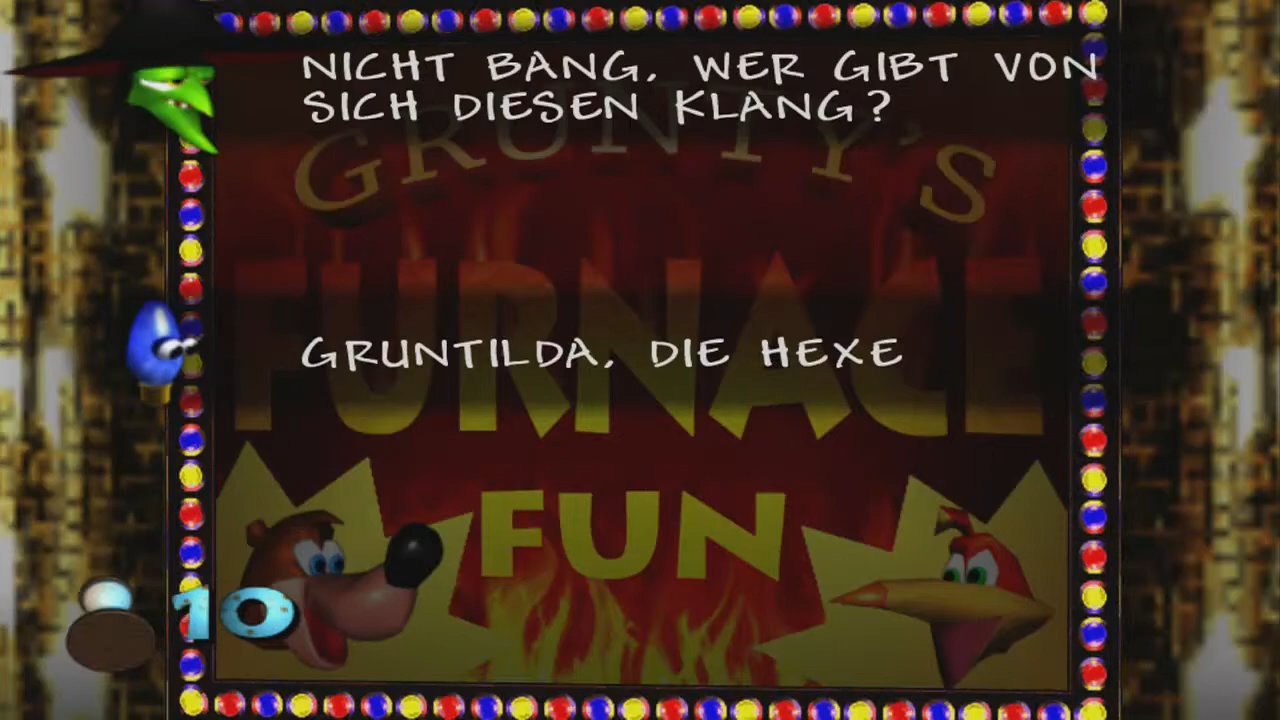 NICHT BANG, WER GIBT VON
SICH DIESEN KLANG?
GRUNTY'S
GRUNTILDA, DIE HEXE
FURNACE
FUN
10